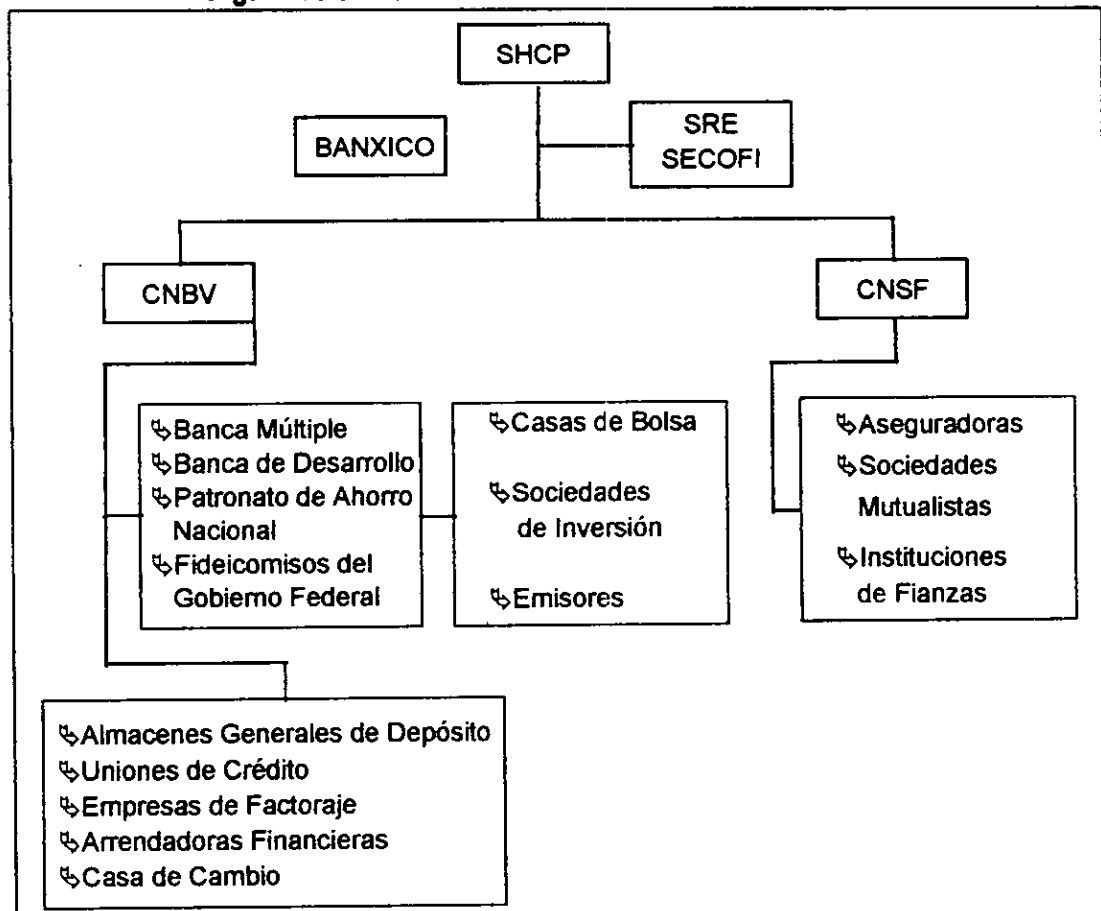 SHCP
BANXICO
SRE
SECOFI
CNBV
CNSF
Banca Múltiple
Banca de Desarrollo
Patronato de Ahorro
Nacional
Fideicomisos del
Gobierno Federal
Casas de Bolsa
Sociedades
de Inversión
Emisores
Aseguradoras
Sociedades
Mutualistas
Instituciones
de Fianzas
Almacenes Generales de Depósito
Uniones de Crédito
Empresas de Factoraje
Arrendadoras Financieras
Casa de Cambio